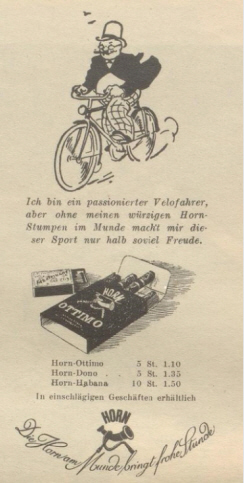 Ich bin ein passionierter Velofahrer,
aber ohne meinen würzigen Horn-
Stumpen im Munde mackt mir die-
ser Sport nur halb soviel Freude.
HORN
OTTIMO
Horn-Ottimo 5 St. 1.10
Horn-Dono . . 5 St. 1.35
Horn-Habana 10 St. 1.50
In einschlägigen Geschäften erhältlich
HORN
Die Horn am Munde, bringt frohe Stunde